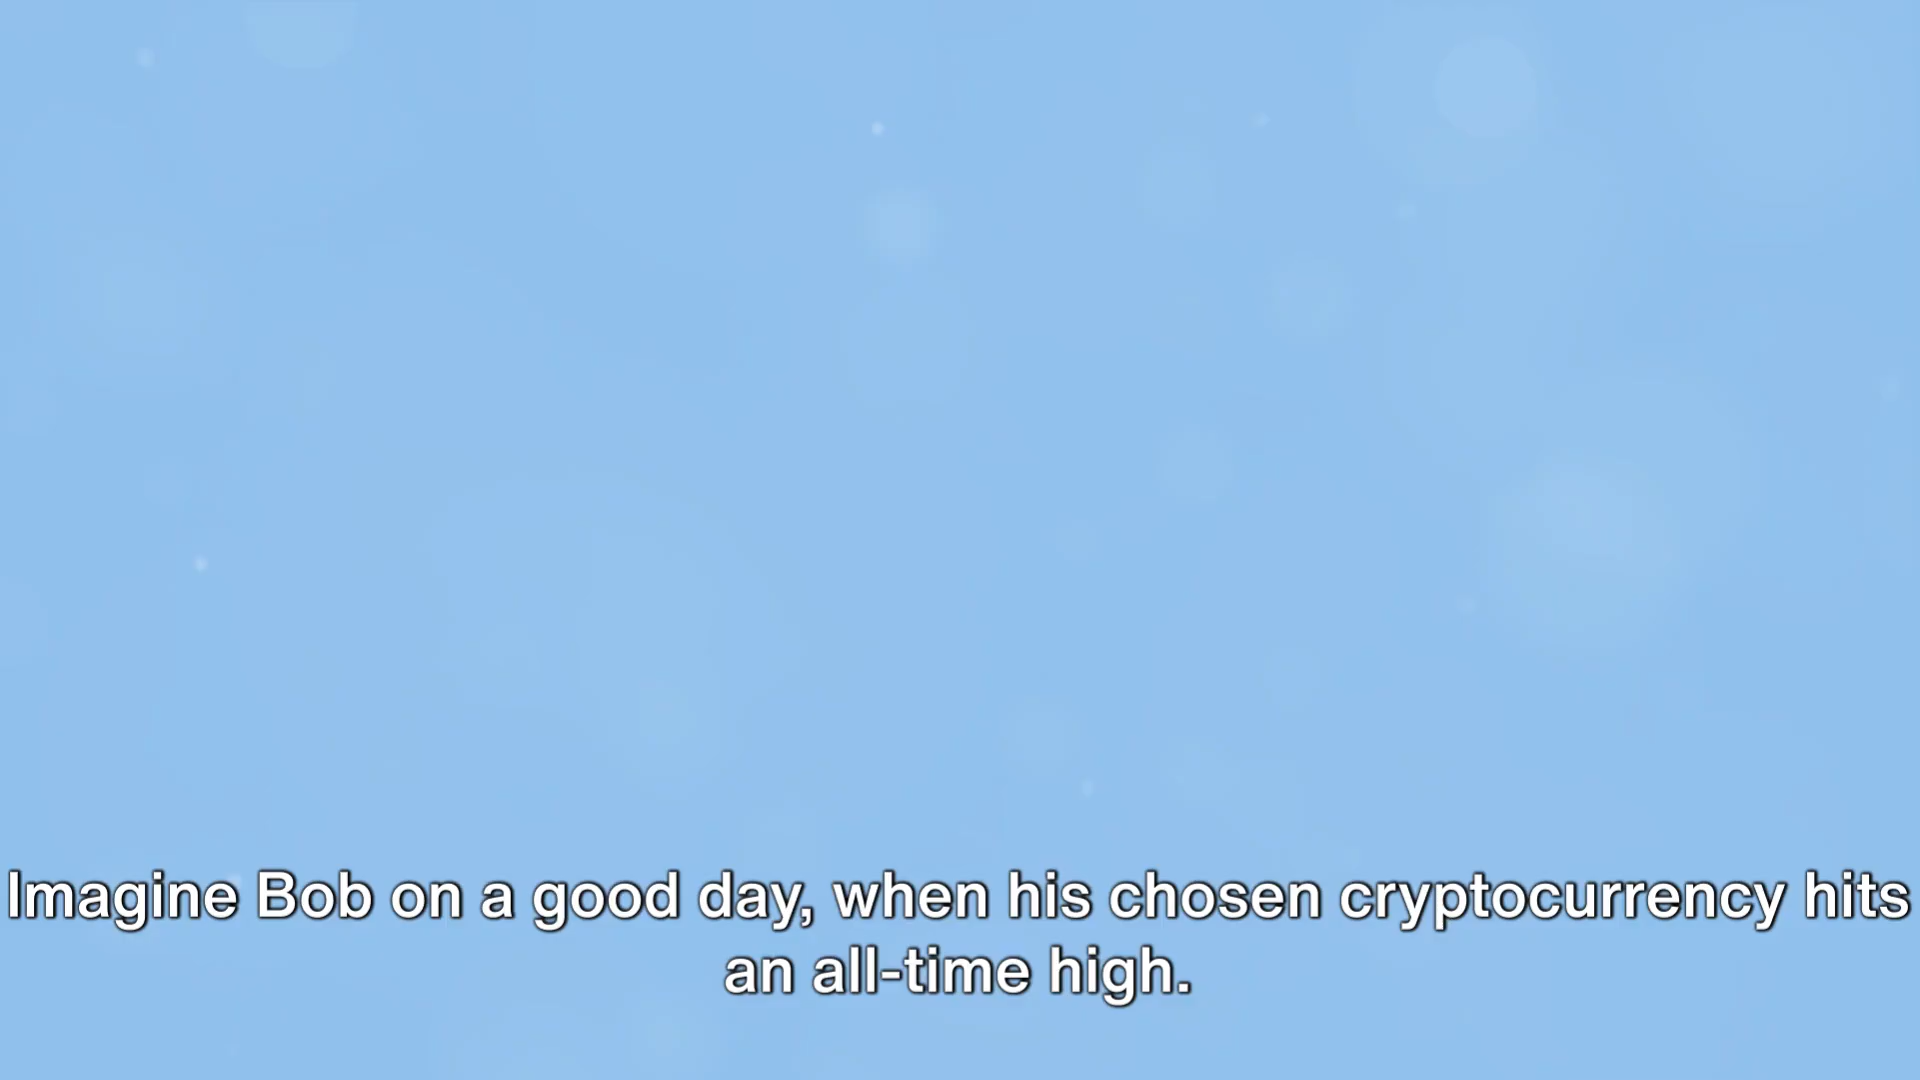 Imagine Bob on a good day, when his chosen cryptocurrency hits
an all-time high.